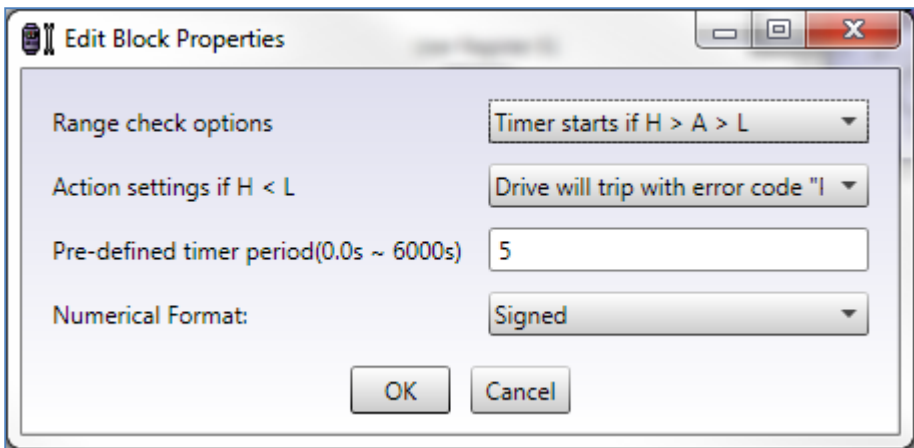 Edit Block Properties
Range check options Timer starts if H > A > L
Action settings if H < L Drive will trip with error code "I
Pre-defined timer period(0.0s ~ 6000s) 5
Numerical Format: Signed
OK Cancel